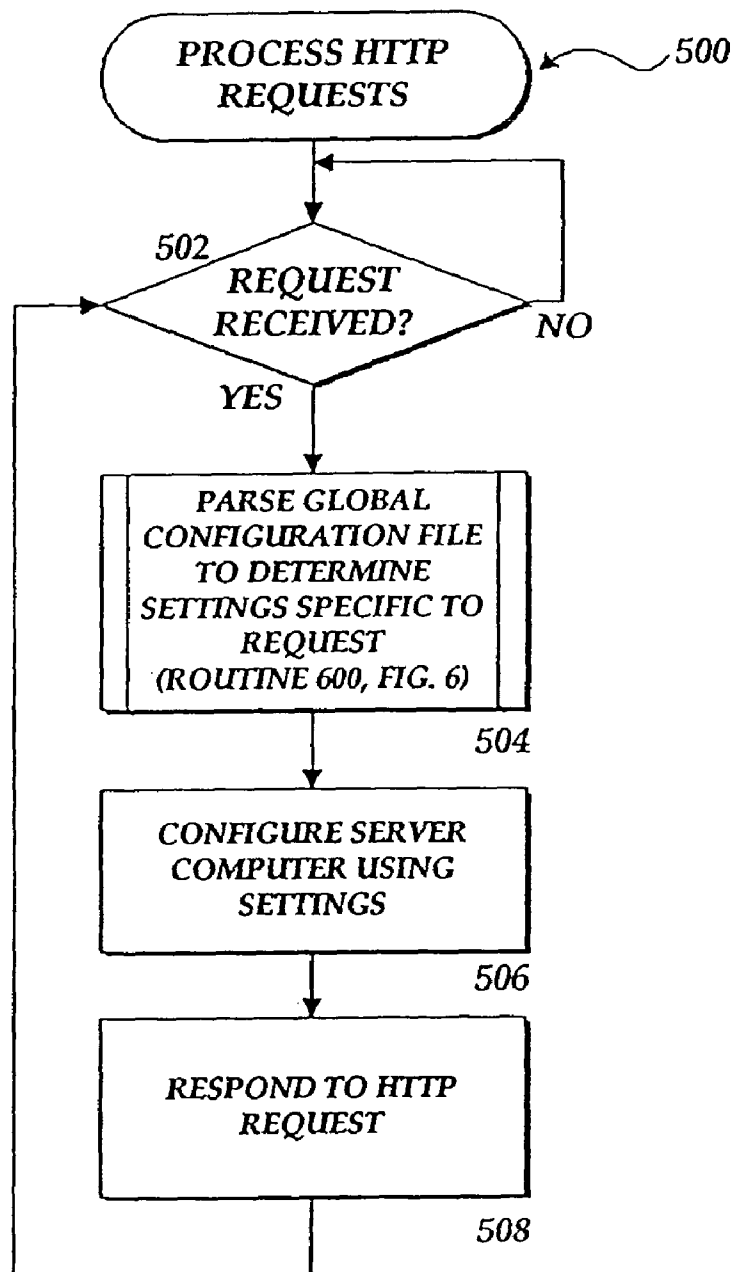 PROCESS HTTP
REQUESTS
500
502
REQUEST
RECEIVED?
NO
YES
PARSE GLOBAL
CONFIGURATION FILE
TO DETERMINE
SETTINGS SPECIFIC TO
REQUEST
(ROUTINE 600, FIG. 6)
504
CONFIGURE SERVER
COMPUTER USING
SETTINGS
506
RESPOND TO HTTP
REQUEST
508